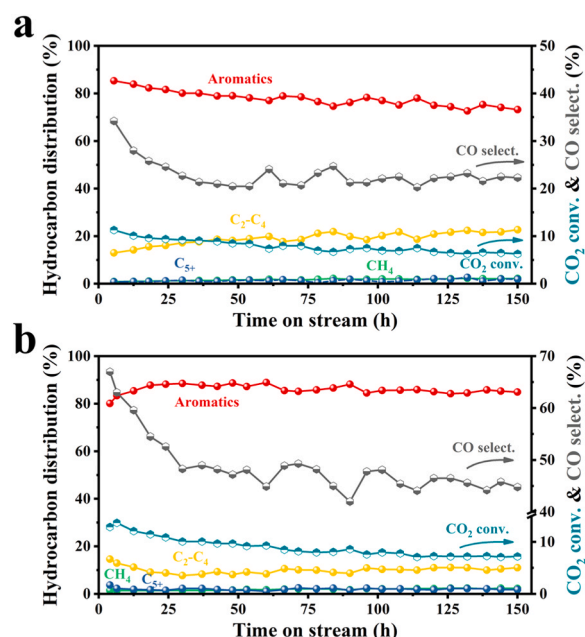 a
Hydrocarbon distribution (%)
100
80
60
40
20
0
50
40
30
20
10
0
CO₂ conv. & CO select. (%)
Aromatics
CO select.
C₂-C₄
C₅₊
CH₄
CO₂ conv.
0 25 50 75 100 125 150
Time on stream (h)
b
Hydrocarbon distribution (%)
100
80
60
40
20
0
70
60
50
40
10
0
CO₂ conv. & CO select. (%)
Aromatics
CO select.
CO₂ conv.
C₂-C₄
CH₄
C₅₊
0 25 50 75 100 125 150
Time on stream (h)